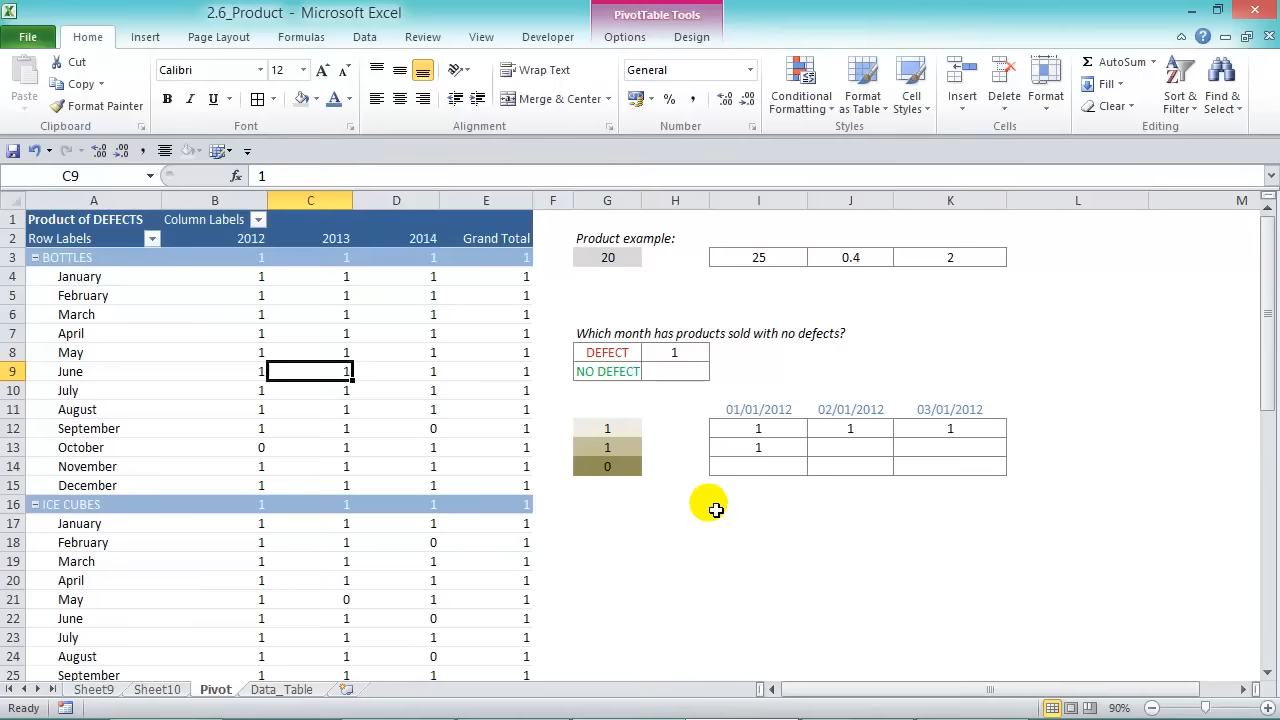 2.6_Product - Microsoft Excel
PivotTable Tools
File Home Insert Page Layout Formulas Data Review View Developer Options Design
Paste
Cut
Copy
Format Painter
Clipboard
Calibri 12
B I U
Font
Wrap Text
Merge & Center
Alignment
General
Number
Conditional Formatting
Format as Table
Cell Styles
Styles
Insert
Delete
Format
Cells
AutoSum
Fill
Clear
Sort & Filter
Find & Select
Editing
C9 fx 1
A B C D E F G H I J K L M
1 Product of DEFECTS Column Labels
2 Row Labels 2012 2013 2014 Grand Total Product example:
3 BOTTLES 1 1 1 1 20 25 0.4 2
4 January 1 1 1 1
5 February 1 1 1 1
6 March 1 1 1 1
7 April 1 1 1 1 Which month has products sold with no defects?
8 May 1 1 1 1 DEFECT 1
9 June 1 1 1 1 NO DEFECT
10 July 1 1 1 1
11 August 1 1 1 1 01/01/2012 02/01/2012 03/01/2012
12 September 1 1 0 1 1 1 1 1
13 October 0 1 1 1 1 1
14 November 1 1 1 1 0
15 December 1 1 1 1
16 ICE CUBES 1 1 1 1
17 January 1 1 1 1
18 February 1 1 0 1
19 March 1 1 1 1
20 April 1 1 1 1
21 May 1 0 1 1
22 June 1 1 0 1
23 July 1 1 1 1
24 August 1 1 0 1
25 September 1 1 1 1
Sheet9 Sheet10 Pivot Data_Table
Ready 90%